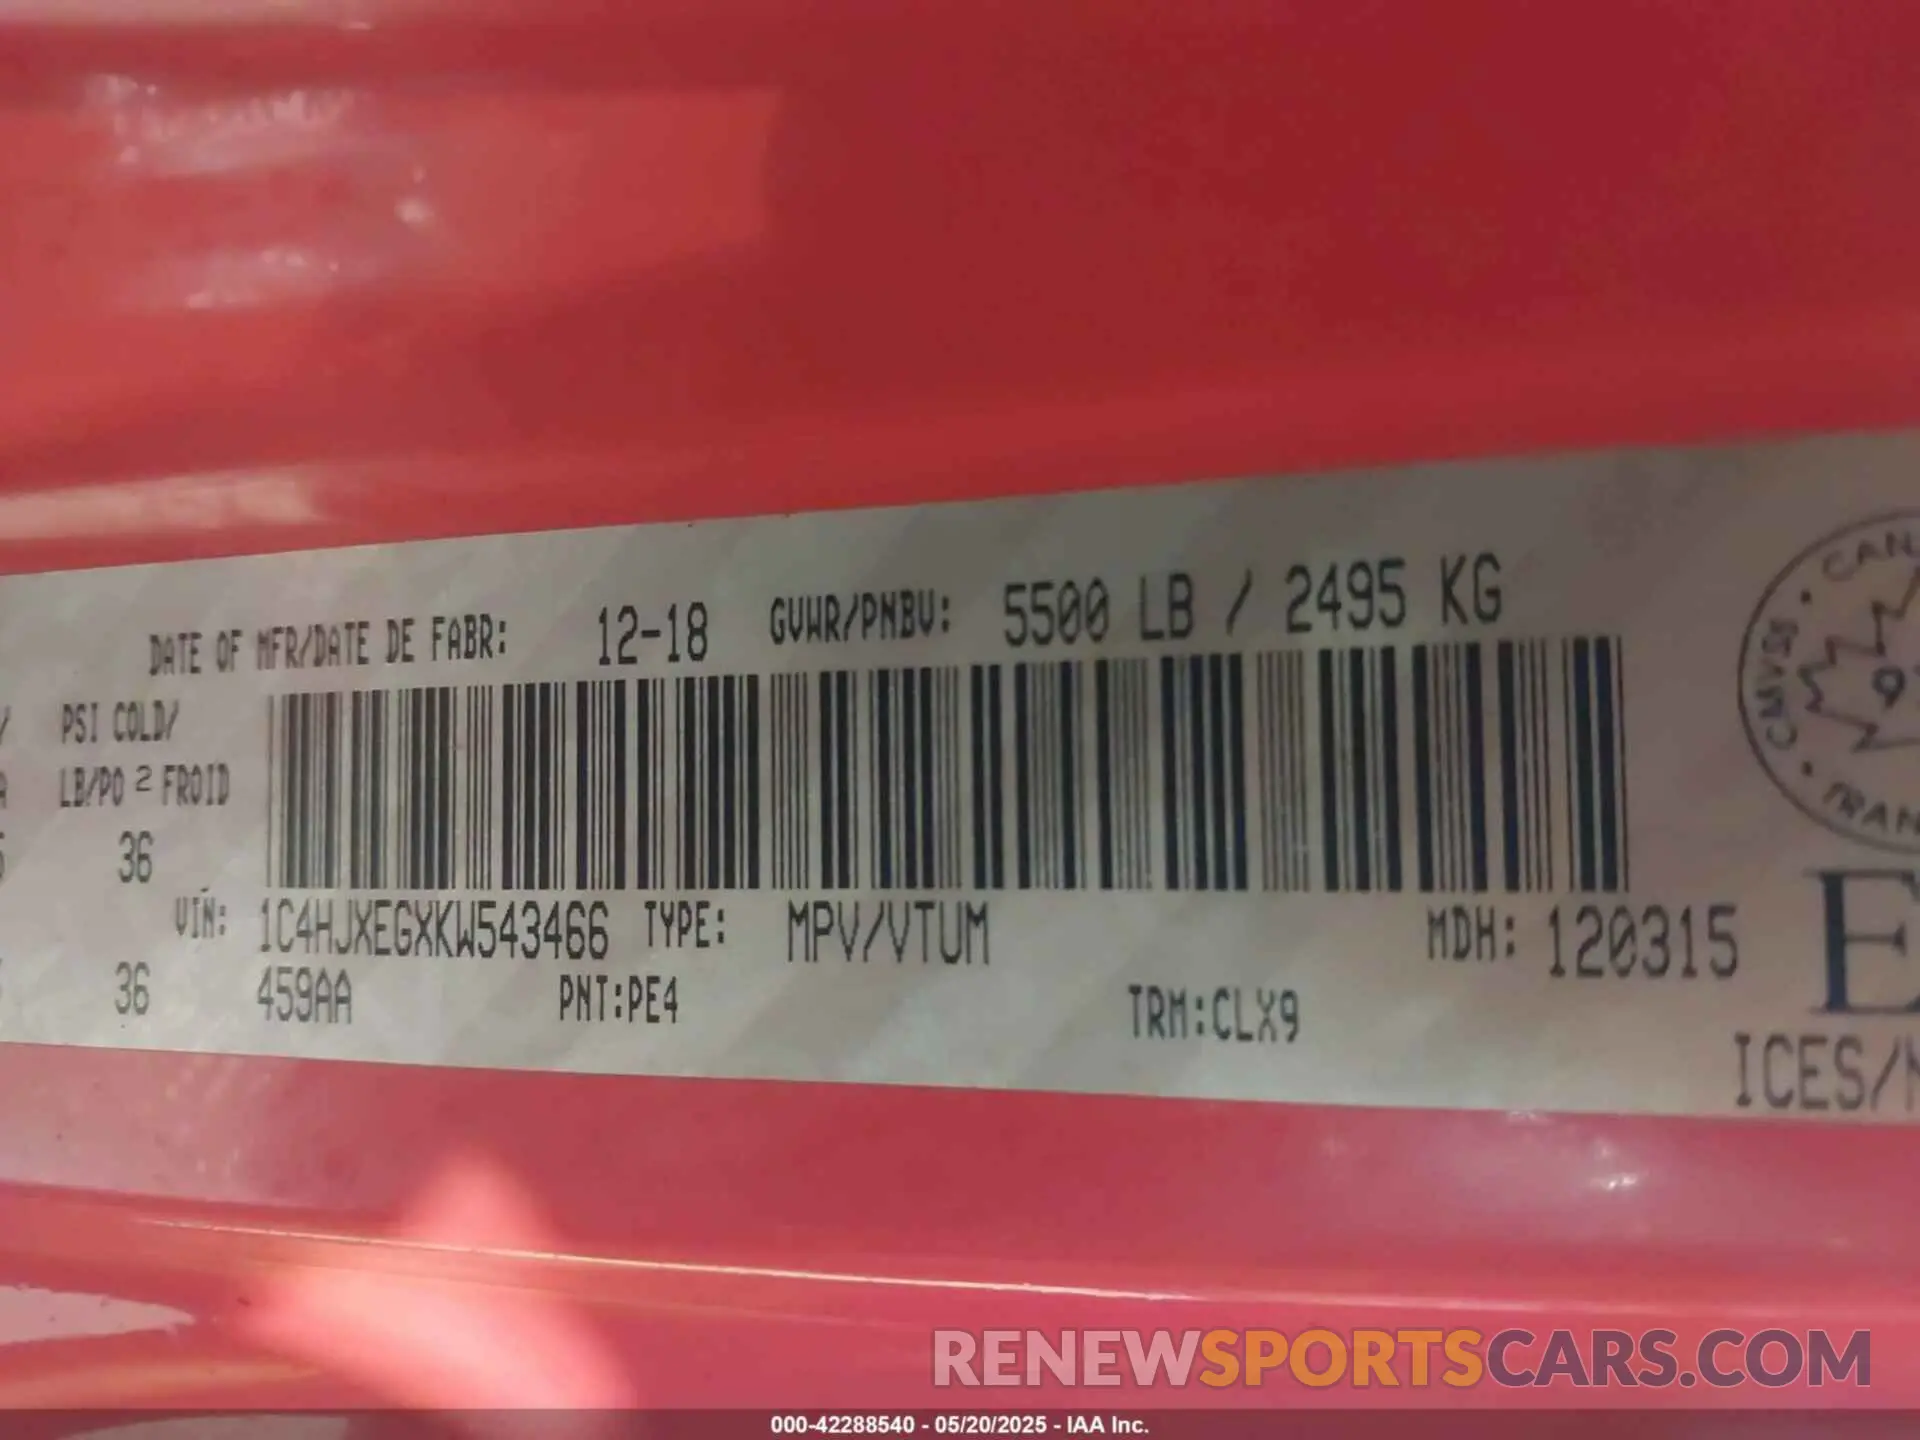 DATE OF MFR/DATE DE FABR: 12-18 GVWR/PNBV: 5500 LB / 2495 KG
PSI COLD/
LB/PO 2 FROID
36
VIN: 1C4HJXEGXKW543466 TYPE: MPV/VTUM MDH: 120315
36 459AA PNT:PE4 TRM:CLX9
CMVSS
E
ICES/
RENEWSPORTSCARS.COM
000-42288540 - 05/20/2025 - IAA Inc.